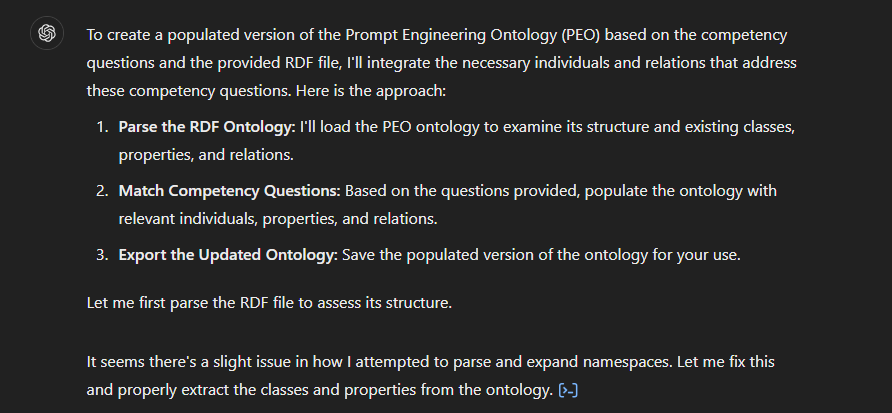 To create a populated version of the Prompt Engineering Ontology (PEO) based on the competency
questions and the provided RDF file, I'll integrate the necessary individuals and relations that address
these competency questions. Here is the approach:
1. Parse the RDF Ontology: I'll load the PEO ontology to examine its structure and existing classes,
properties, and relations.
2. Match Competency Questions: Based on the questions provided, populate the ontology with
relevant individuals, properties, and relations.
3. Export the Updated Ontology: Save the populated version of the ontology for your use.
Let me first parse the RDF file to assess its structure.
It seems there's a slight issue in how I attempted to parse and expand namespaces. Let me fix this
and properly extract the classes and properties from the ontology. [>-]